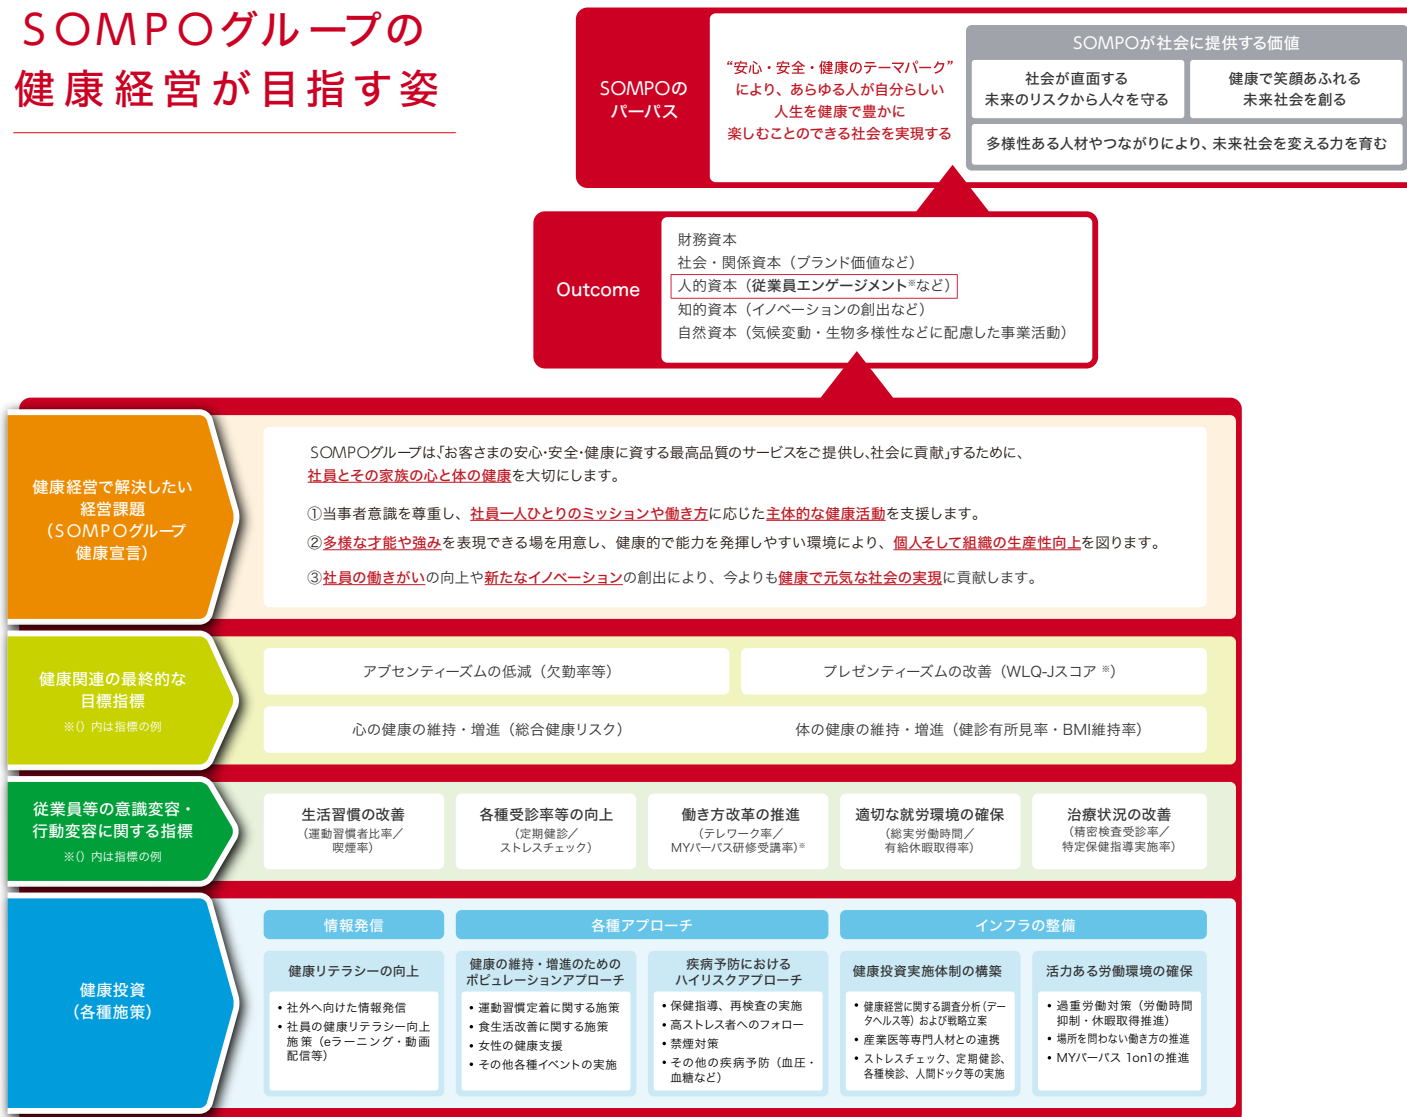 SOMPOグループの
健康経営が目指す姿
SOMPOの
パーパス
“安心・安全・健康のテーマパーク”
により、あらゆる人が自分らしい
人生を健康で豊かに
楽しむことのできる社会を実現する
SOMPOが社会に提供する価値
社会が直面する
未来のリスクから人々を守る
健康で笑顔あふれる
未来社会を創る
多様性ある人材やつながりにより、未来社会を変える力を育む
Outcome
財務資本
社会・関係資本（ブランド価値など）
人的資本（従業員エンゲージメント※など）
知的資本（イノベーションの創出など）
自然資本（気候変動・生物多様性などに配慮した事業活動）
健康経営で解決したい
経営課題
（SOMPOグループ
健康宣言）
SOMPOグループは、「お客さまの安心・安全・健康に資する最高品質のサービスをご提供し、社会に貢献」するために、
社員とその家族の心と体の健康を大切にします。
①当事者意識を尊重し、社員一人ひとりのミッションや働き方に応じた主体的な健康活動を支援します。
②多様な才能や強みを表現できる場を用意し、健康的で能力を発揮しやすい環境により、個人そして組織の生産性向上を図ります。
③社員の働きがいの向上や新たなイノベーションの創出により、今よりも健康で元気な社会の実現に貢献します。
健康関連の最終的な
目標指標
※（）内は指標の例
アブセンティーズムの低減（欠勤率等）
プレゼンティーズムの改善（WLQ-Jスコア※）
心の健康の維持・増進（総合健康リスク）
体の健康の維持・増進（健診有所見率・BMI維持率）
従業員等の意識変容・
行動変容に関する指標
※（）内は指標の例
生活習慣の改善
（運動習慣者比率／
喫煙率）
各種受診率等の向上
（定期健診／
ストレスチェック）
働き方改革の推進
（テレワーク率／
MYパーパス研修受講率）※
適切な就労環境の確保
（総実労働時間／
有給休暇取得率）
治療状況の改善
（精密検査受診率／
特定保健指導実施率）
健康投資
（各種施策）
情報発信
各種アプローチ
インフラの整備
健康リテラシーの向上
• 社外へ向けた情報発信
• 社員の健康リテラシー向上
施策（eラーニング・動画
配信等）
健康の維持・増進のための
ポピュレーションアプローチ
• 運動習慣定着に関する施策
• 食生活改善に関する施策
• 女性の健康支援
• その他各種イベントの実施
疾病予防における
ハイリスクアプローチ
• 保健指導、再検査の実施
• 高ストレス者へのフォロー
• 禁煙対策
• その他の疾病予防（血圧・
血糖など）
健康投資実施体制の構築
• 健康経営に関する調査分析（デー
タヘルス等）および戦略立案
• 産業医等専門人材との連携
• ストレスチェック、定期健診、
各種検診、人間ドック等の実施
活力ある労働環境の確保
• 過重労働対策（労働時間
抑制・休暇取得推進）
• 場所を問わない働き方の推進
• MYパーパス 1on1の推進